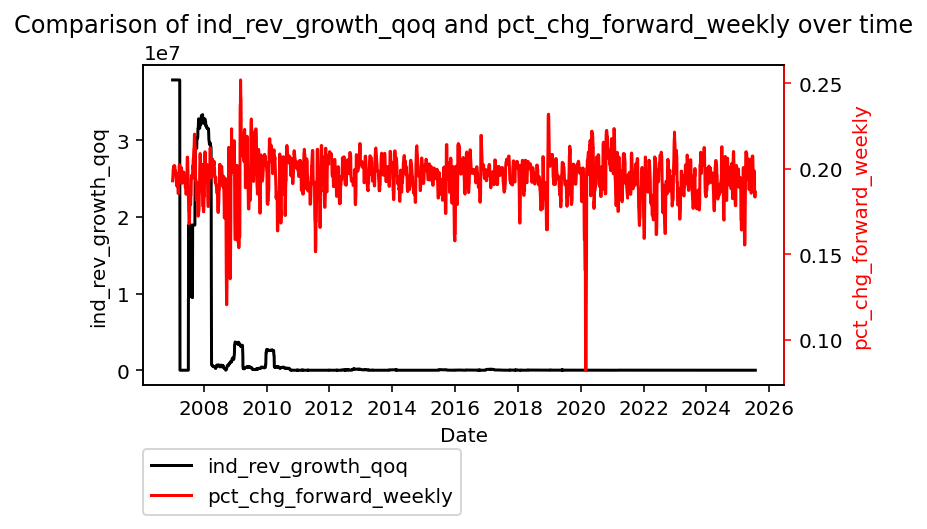 Comparison of ind_rev_growth_qoq and pct_chg_forward_weekly over time
1e7
ind_rev_growth_qoq
3
2
1
0
0.25
0.20
0.15
0.10
pct_chg_forward_weekly
2008 2010 2012 2014 2016 2018 2020 2022 2024 2026
Date
ind_rev_growth_qoq
pct_chg_forward_weekly